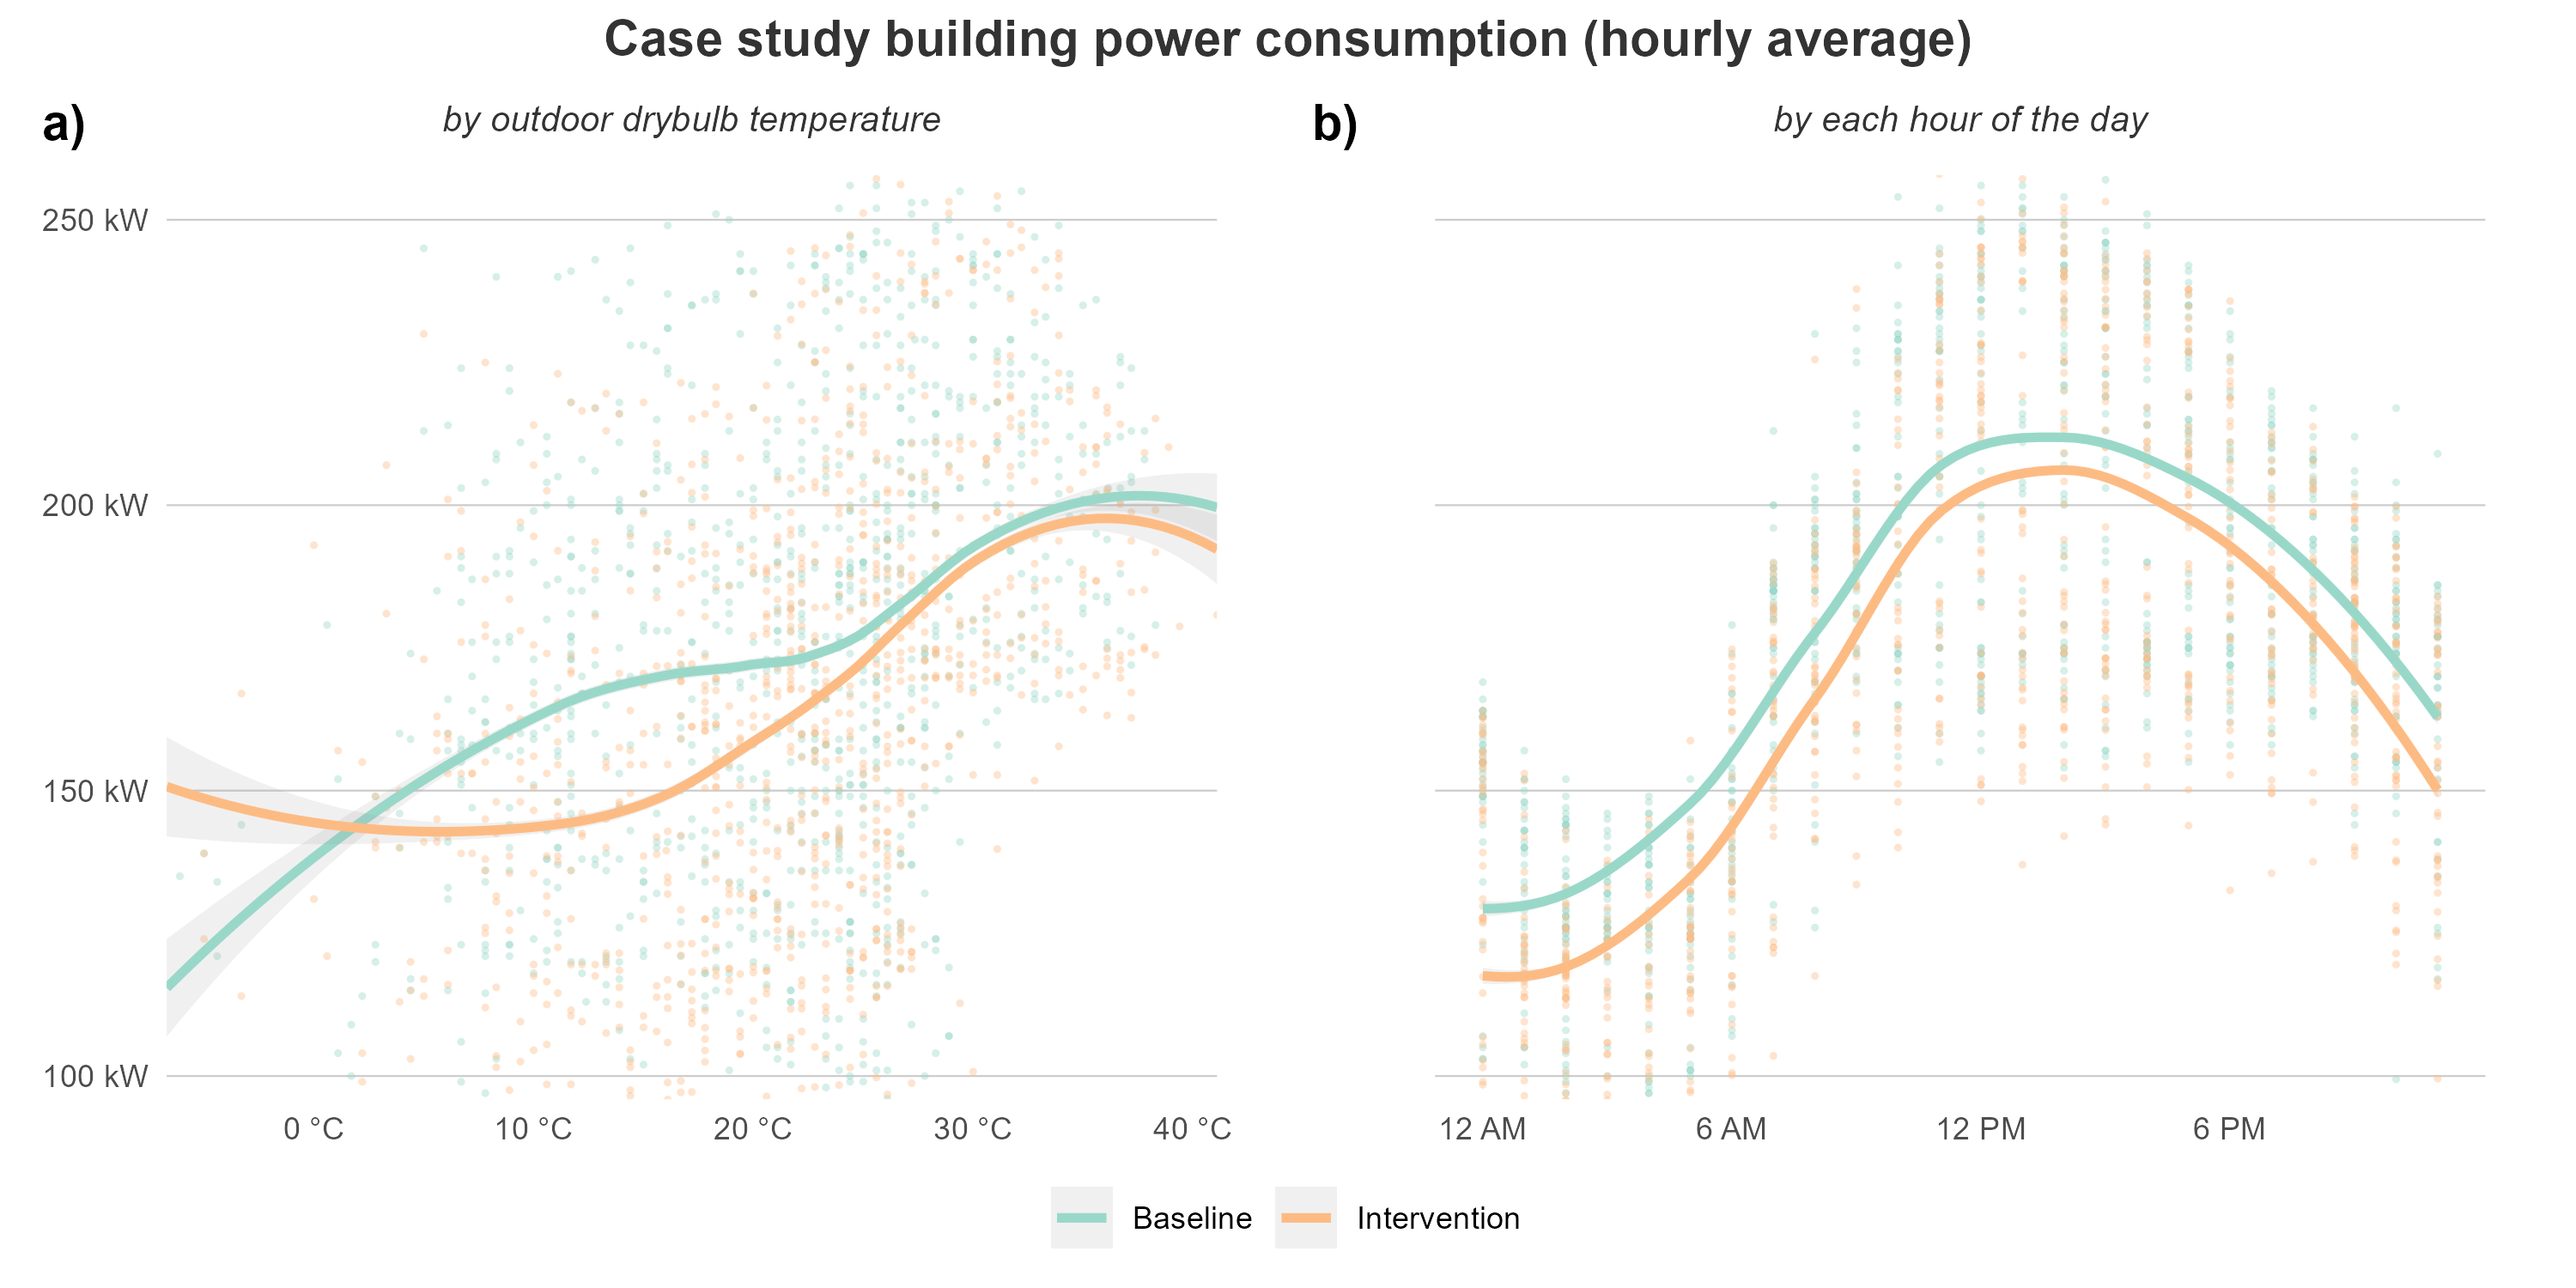 Case study building power consumption (hourly average)
a)
by outdoor drybulb temperature
250 kW
200 kW
150 kW
100 kW
0 °C
10 °C
20 °C
30 °C
40 °C
b)
by each hour of the day
12 AM
6 AM
12 PM
6 PM
Baseline
Intervention